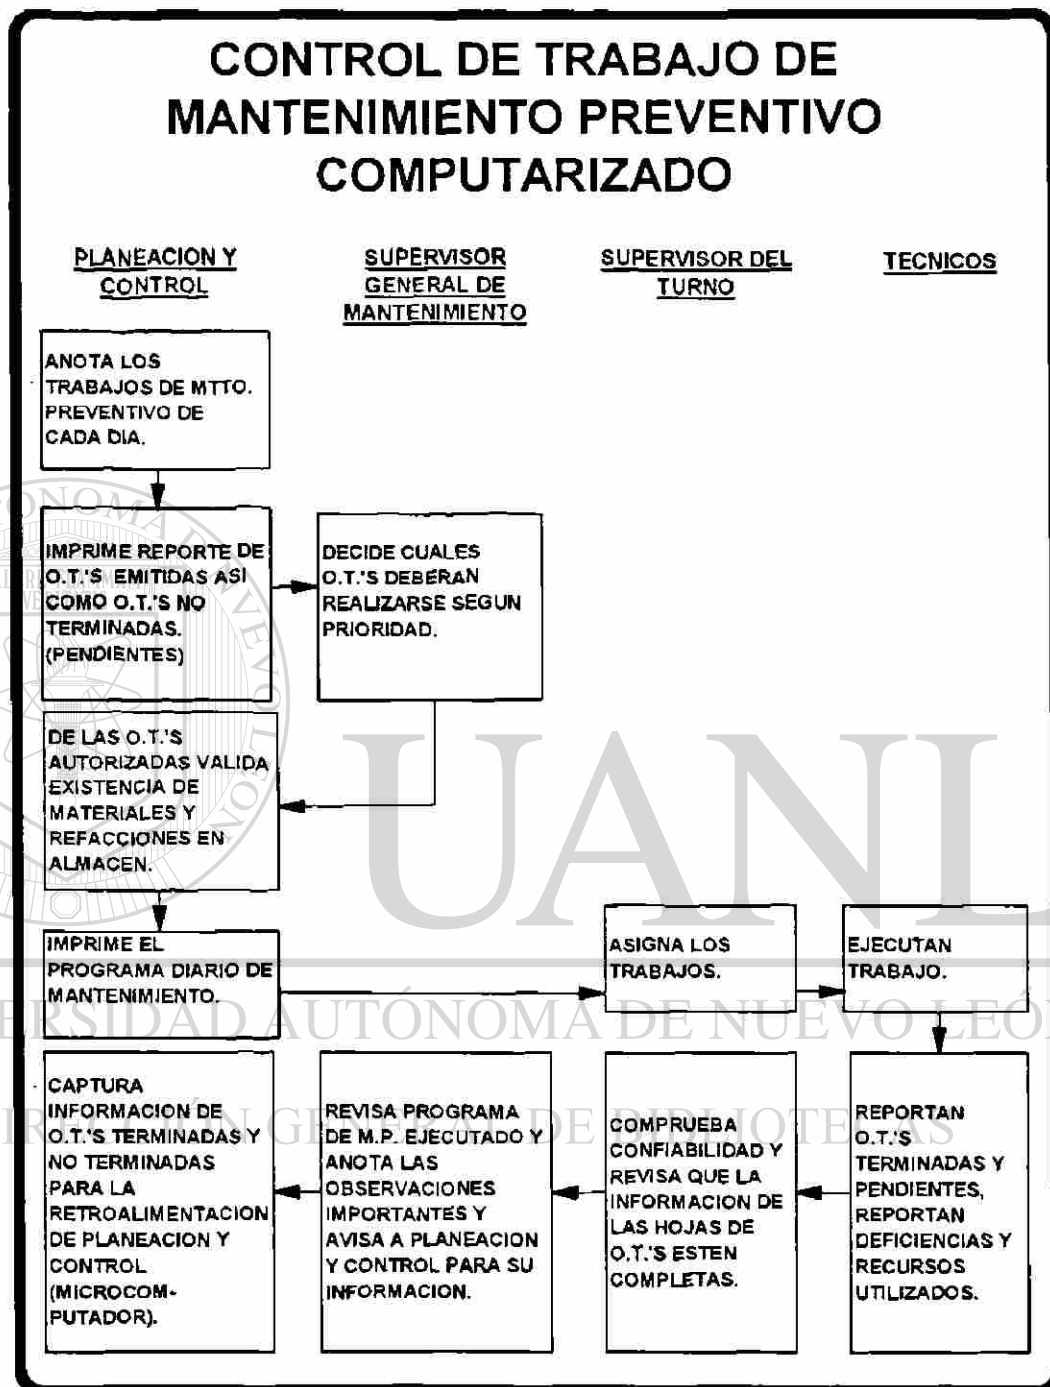 CONTROL DE TRABAJO DE
MANTENIMIENTO PREVENTIVO
COMPUTARIZADO
PLANEACION Y
CONTROL
SUPERVISOR
GENERAL DE
MANTENIMIENTO
SUPERVISOR DEL
TURNO
TECNICOS
ANOTA LOS
TRABAJOS DE MTTO.
PREVENTIVO DE
CADA DIA.
IMPRIME REPORTE DE
O.T.'S EMITIDAS ASI
COMO O.T.'S NO
TERMINADAS.
(PENDIENTES)
DECIDE CUALES
O.T.'S DEBERAN
REALIZARSE SEGUN
PRIORIDAD.
DE LAS O.T.'S
AUTORIZADAS VALIDA
EXISTENCIA DE
MATERIALES Y
REFACCIONES EN
ALMACEN.
IMPRIME EL
PROGRAMA DIARIO DE
MANTENIMIENTO.
ASIGNA LOS
TRABAJOS.
EJECUTAN
TRABAJO.
CAPTURA
INFORMACION DE
O.T.'S TERMINADAS Y
NO TERMINADAS
PARA LA
RETROALIMENTACION
DE PLANEACION Y
CONTROL
(MICROCOM-
PUTADOR).
REVISA PROGRAMA
DE M.P. EJECUTADO Y
ANOTA LAS
OBSERVACIONES
IMPORTANTES Y
AVISA A PLANEACION
Y CONTROL PARA SU
INFORMACION.
COMPRUEBA
CONFIABILIDAD Y
REVISA QUE LA
INFORMACION DE
LAS HOJAS DE
O.T.'S ESTEN
COMPLETAS.
REPORTAN
O.T.'S
TERMINADAS Y
PENDIENTES,
REPORTAN
DEFICIENCIAS Y
RECURSOS
UTILIZADOS.
UANL
ERSIDAD AUTÓNOMA DE NUEVO LEÓ
DIRECCIÓN GENERAL DE BIBLIOTECAS